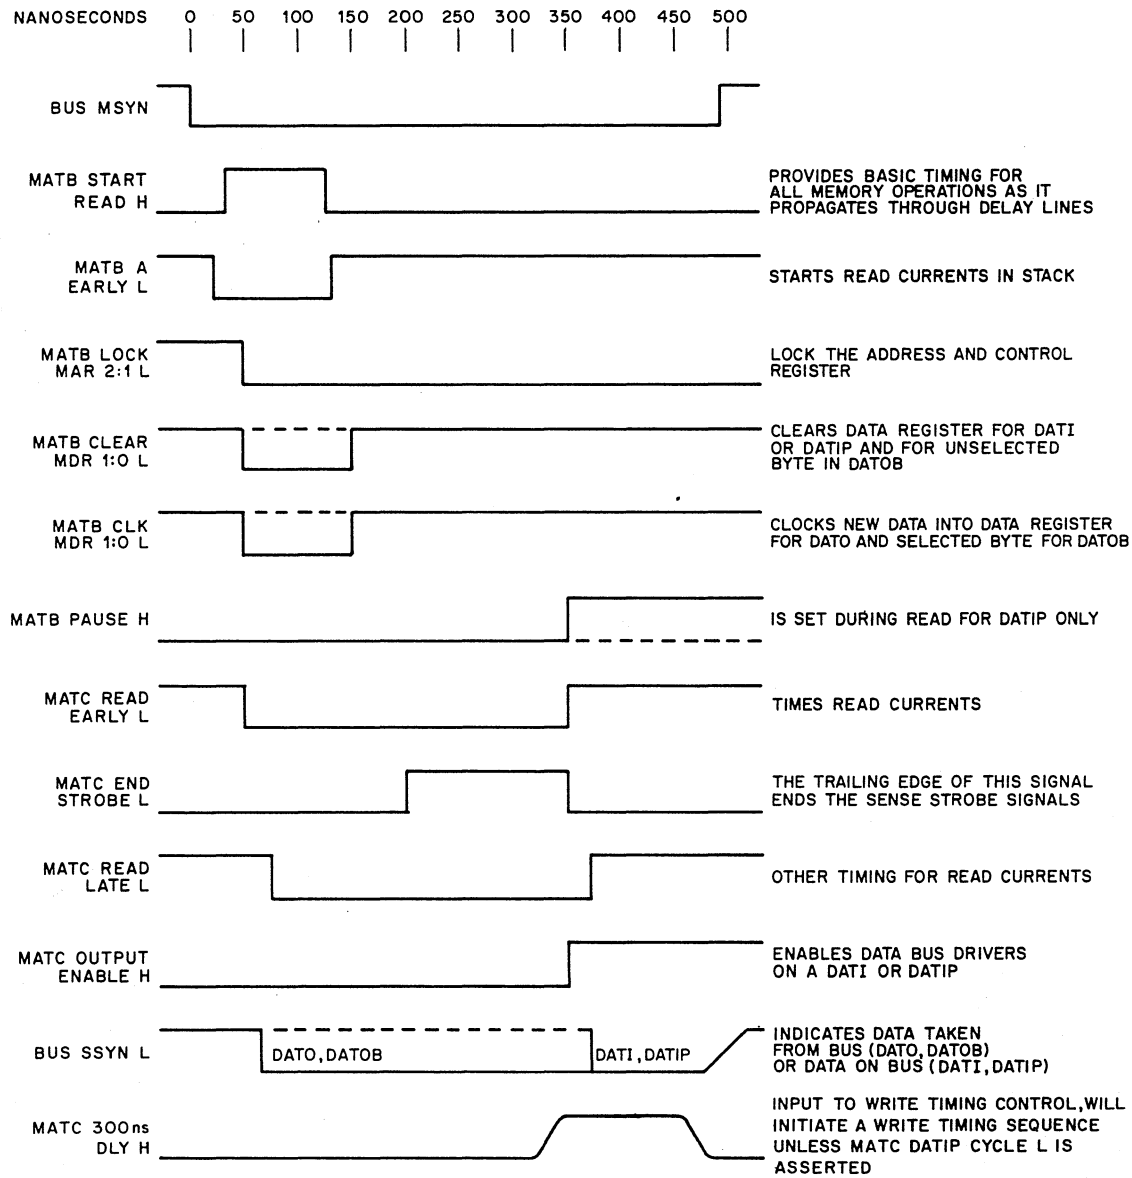 NANOSECONDS 0 50 100 150 200 250 300 350 400 450 500
BUS MSYN
MATB START
READ H
PROVIDES BASIC TIMING FOR
ALL MEMORY OPERATIONS AS IT
PROPAGATES THROUGH DELAY LINES
MATB A
EARLY L
STARTS READ CURRENTS IN STACK
MATB LOCK
MAR 2:1 L
LOCK THE ADDRESS AND CONTROL
REGISTER
MATB CLEAR
MDR 1:0 L
CLEARS DATA REGISTER FOR DATI
OR DATIP AND FOR UNSELECTED
BYTE IN DATOB
MATB CLK
MDR 1:0 L
CLOCKS NEW DATA INTO DATA REGISTER
FOR DATO AND SELECTED BYTE FOR DATOB
MATB PAUSE H
IS SET DURING READ FOR DATIP ONLY
MATC READ
EARLY L
TIMES READ CURRENTS
MATC END
STROBE L
THE TRAILING EDGE OF THIS SIGNAL
ENDS THE SENSE STROBE SIGNALS
MATC READ
LATE L
OTHER TIMING FOR READ CURRENTS
MATC OUTPUT
ENABLE H
ENABLES DATA BUS DRIVERS
ON A DATI OR DATIP
BUS SSYN L
DATO, DATOB
DATI, DATIP
INDICATES DATA TAKEN
FROM BUS (DATO, DATOB)
OR DATA ON BUS (DATI, DATIP)
MATC 300ns
DLY H
INPUT TO WRITE TIMING CONTROL, WILL
INITIATE A WRITE TIMING SEQUENCE
UNLESS MATC DATIP CYCLE L IS
ASSERTED